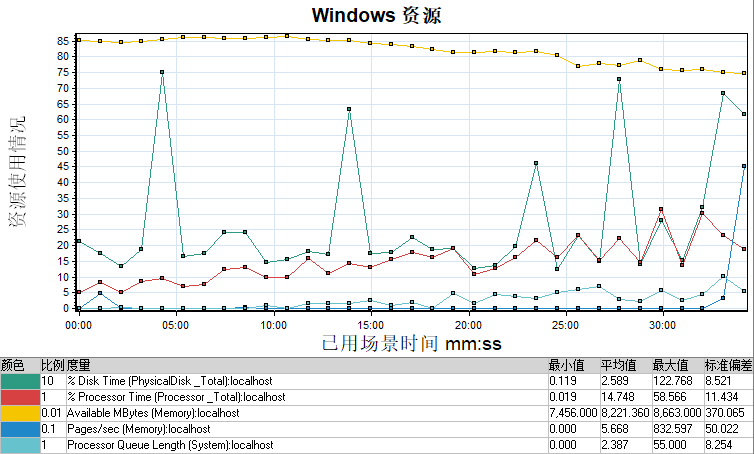 Windows 资源
资源使用情况
85
80
75
70
65
60
55
50
45
40
35
30
25
20
15
10
5
0
00:00 05:00 10:00 15:00 20:00 25:00 30:00
已用场景时间 mm:ss
颜色 比例 度量 最小值 平均值 最大值 标准偏差
10 % Disk Time (PhysicalDisk _Total):localhost 0.119 2.589 122.768 8.521
1 % Processor Time (Processor _Total):localhost 0.019 14.748 58.566 11.434
0.01 Available MBytes (Memory):localhost 7,456.000 8,221.360 8,663.000 370.065
0.1 Pages/sec (Memory):localhost 0.000 5.668 832.597 50.022
1 Processor Queue Length (System):localhost 0.000 2.387 55.000 8.254